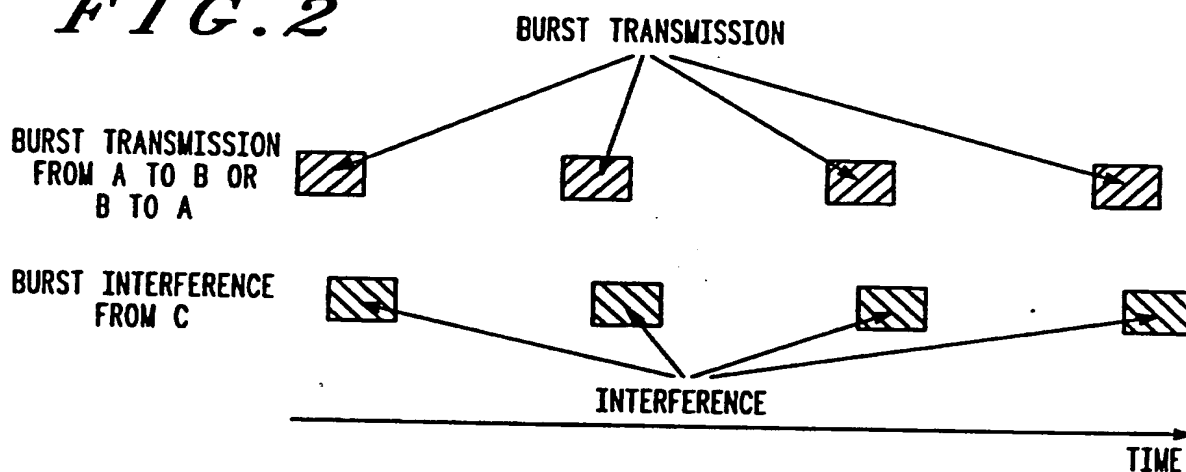 FIG. 2
BURST TRANSMISSION
BURST TRANSMISSION
FROM A TO B OR
B TO A
BURST INTERFERENCE
FROM C
INTERFERENCE
TIME